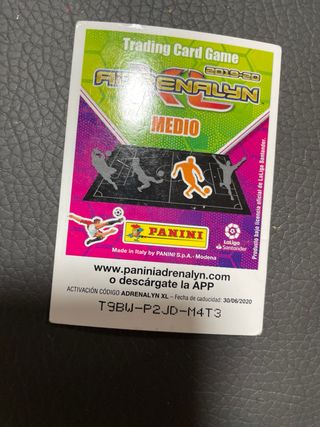 Trading Card Game
2019-20
ADRENALYN
XL
MEDIO
PANINI
LaLiga
Santander
Made in Italy by PANINI S.p.A. - Modena
Producto bajo licencia oficial de LaLiga Santander
www.paniniadrenalyn.com
o descárgate la APP
ACTIVACIÓN CÓDIGO ADRENALYN XL – Fecha de caducidad: 30/06/2020
T9BW-P2JD-M4T3